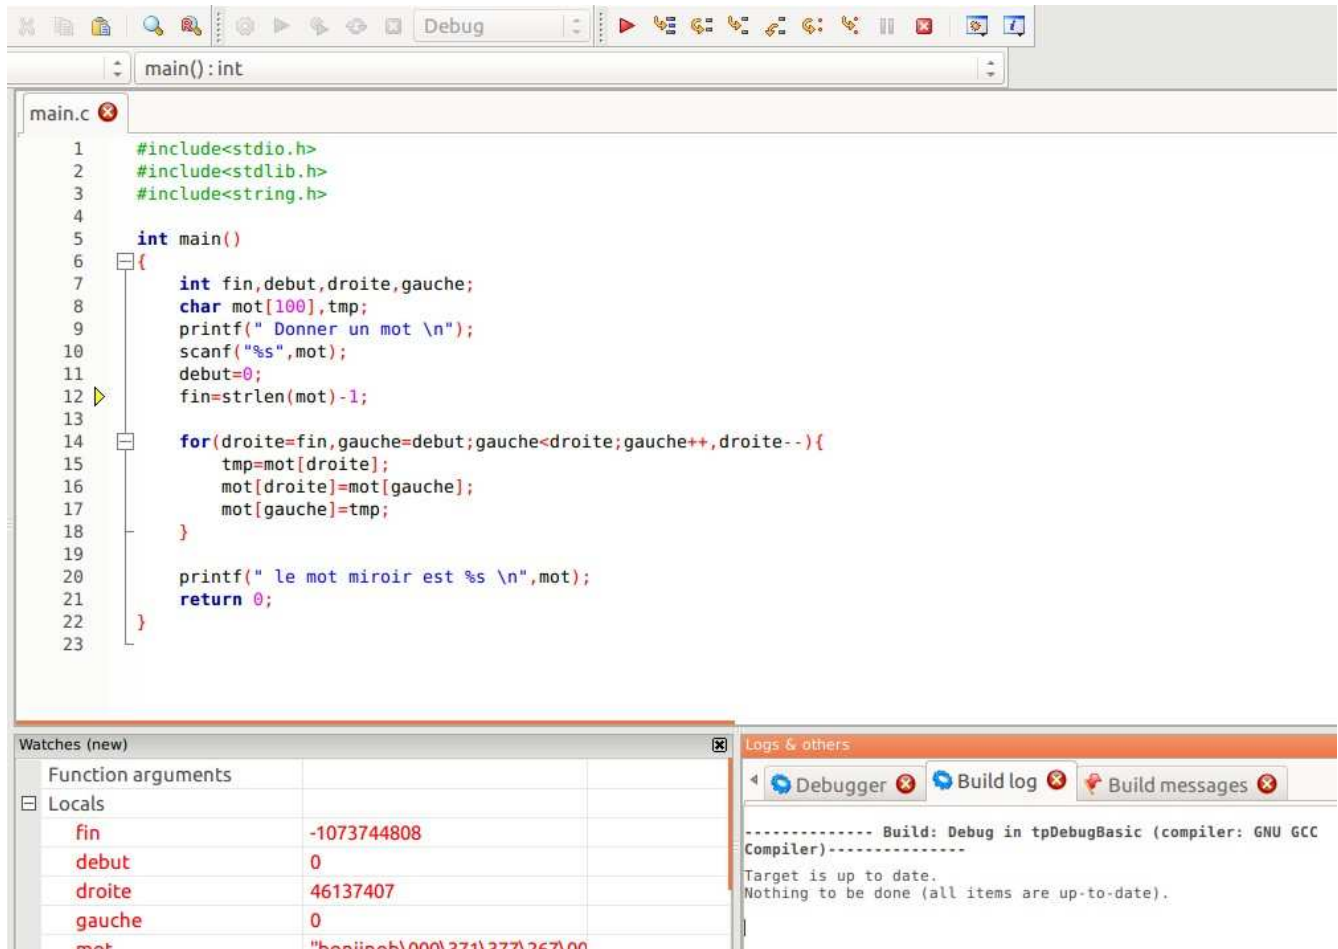 Debug
main() : int
main.c
1 #include<stdio.h>
2 #include<stdlib.h>
3 #include<string.h>
4
5 int main()
6 {
7 int fin,debut,droite,gauche;
8 char mot[100],tmp;
9 printf(" Donner un mot \n");
10 scanf("%s",mot);
11 debut=0;
12 fin=strlen(mot)-1;
13
14 for(droite=fin,gauche=debut;gauche<droite;gauche++,droite--){
15 tmp=mot[droite];
16 mot[droite]=mot[gauche];
17 mot[gauche]=tmp;
18 }
19
20 printf(" le mot miroir est %s \n",mot);
21 return 0;
22 }
23
Watches (new)
Function arguments
Locals
fin -1073744808
debut 0
droite 46137407
gauche 0
mot
Logs & others
Debugger Build log Build messages
-------------- Build: Debug in tpDebugBasic (compiler: GNU GCC
Compiler)---------------
Target is up to date.
Nothing to be done (all items are up-to-date).